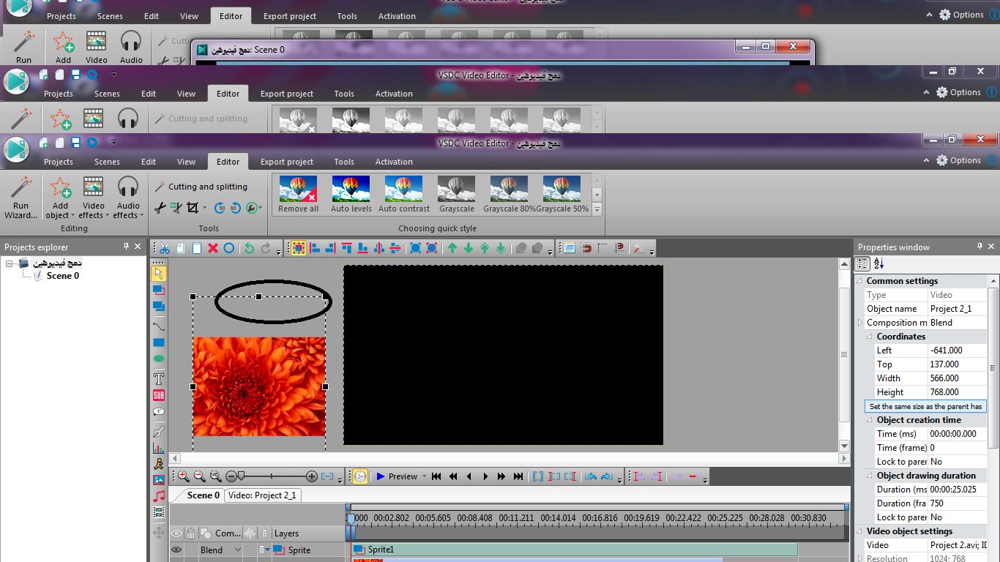 VSDC Video Editor - دمج فيديوهين
Projects Scenes Edit View Editor Export project Tools Activation Options
Run Add Video Audio
دمج فيديوهين: Scene 0
VSDC Video Editor - دمج فيديوهين
Projects Scenes Edit View Editor Export project Tools Activation Options
Cutting and splitting
VSDC Video Editor - دمج فيديوهين
Projects Scenes Edit View Editor Export project Tools Activation Options
Cutting and splitting
Run Wizard... Add object Video effects Audio effects
Remove all Auto levels Auto contrast Grayscale Grayscale 80% Grayscale 50%
Editing Tools Choosing quick style
Projects explorer
دمج فيديوهين
Scene 0
T
SUB
Properties window
Common settings
Type Video
Object name Project 2_1
Composition m Blend
Coordinates
Left -641.000
Top 137.000
Width 566.000
Height 768.000
Set the same size as the parent has
Object creation time
Time (ms) 00:00:00.000
Time (frame) 0
Lock to parer No
Object drawing duration
Duration (ms 00:00:25.025
Duration (fra 750
Lock to parer No
Video object settings
Video Project 2.avi; ID
Resolution 1024; 768
Preview
Scene 0 Video: Project 2_1
000 00:02.802 00:05.605 00:08.408 00:11.211 00:14.014 00:16.816 00:19.619 00:22.422 00:25.225 00:28.028 00:30.830
Com... Layers
Blend Sprite Sprite1